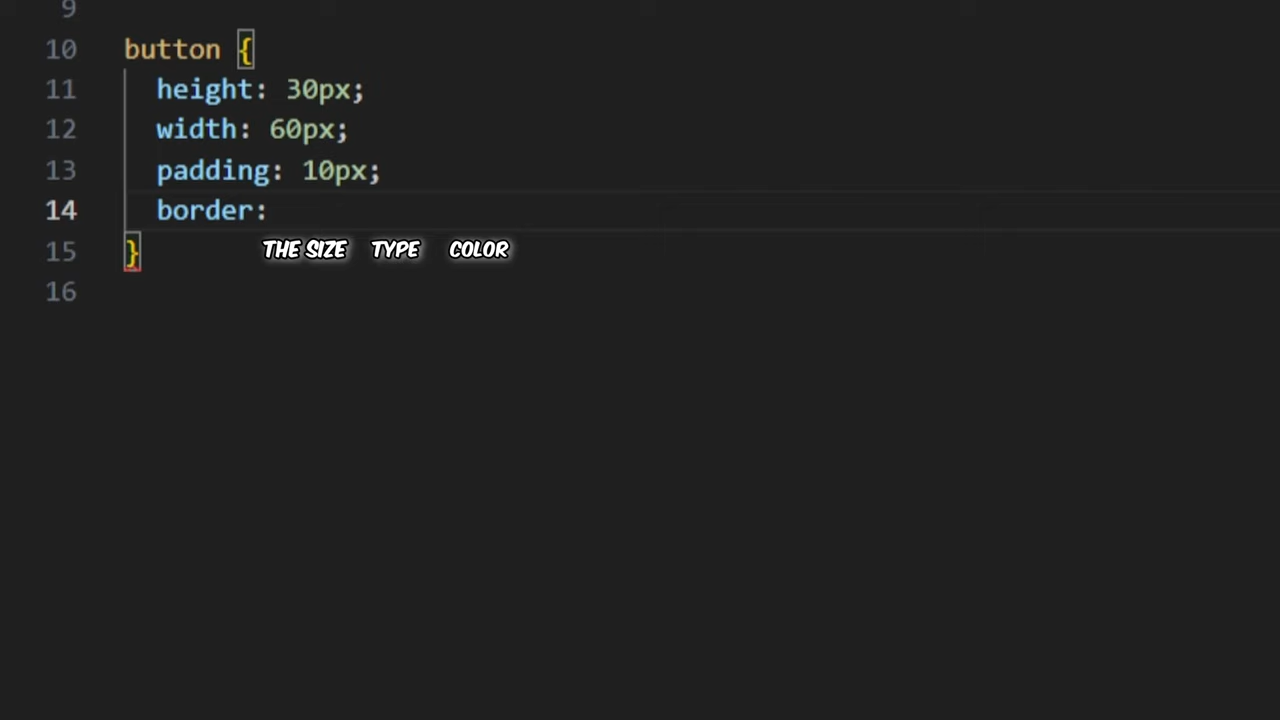 9
10 button {
11 height: 30px;
12 width: 60px;
13 padding: 10px;
14 border:
15 } THE SIZE TYPE COLOR
16